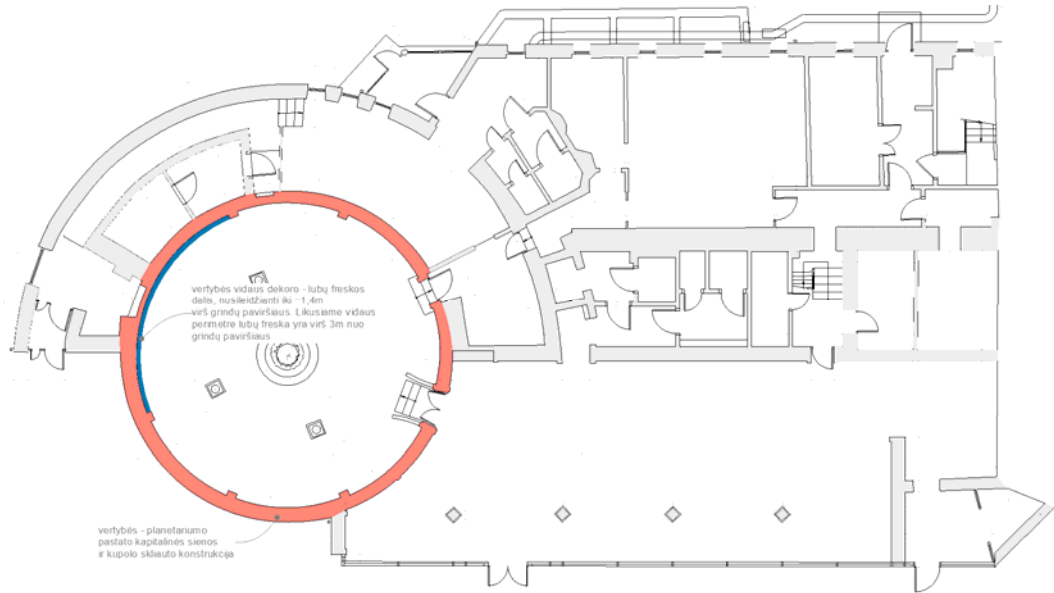 vertybės vidaus dekoro - lubų freskos
dalis, nusileidžianti iki ~1,4m
virš grindų paviršiaus. Likusiame vidaus
perimetre lubų freska yra virš 3m nuo
grindų paviršiaus
vertybės - planetariumo
pastato kapitalinės sienos
ir kupolo skliauto konstrukcija